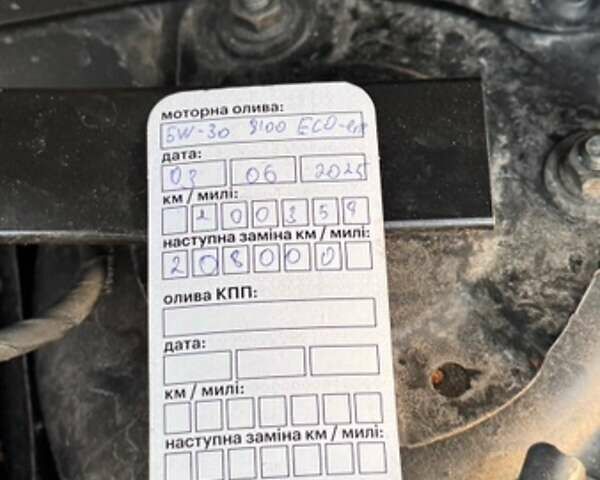 моторна олива:
5W-30 8100 ECO-
дата:
03 06 2025
км / милі:
200359
наступна заміна км / милі:
208000
олива КПП:
дата:
км / милі:
наступна заміна км / милі: